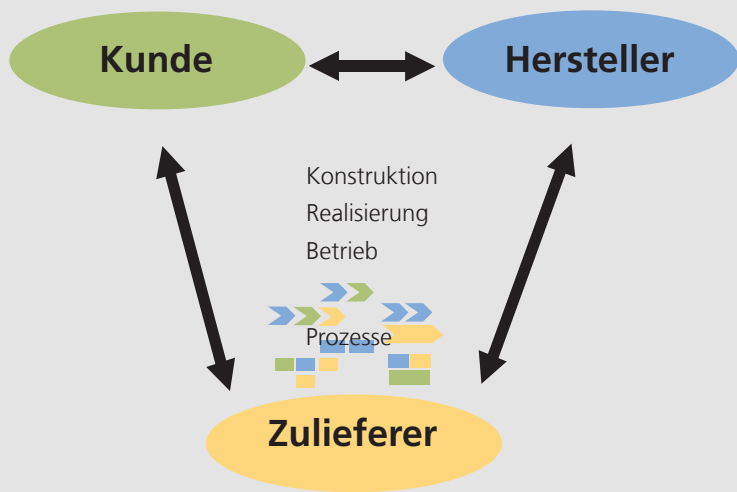 Kunde
Hersteller
Konstruktion
Realisierung
Betrieb
Prozesse
Zulieferer